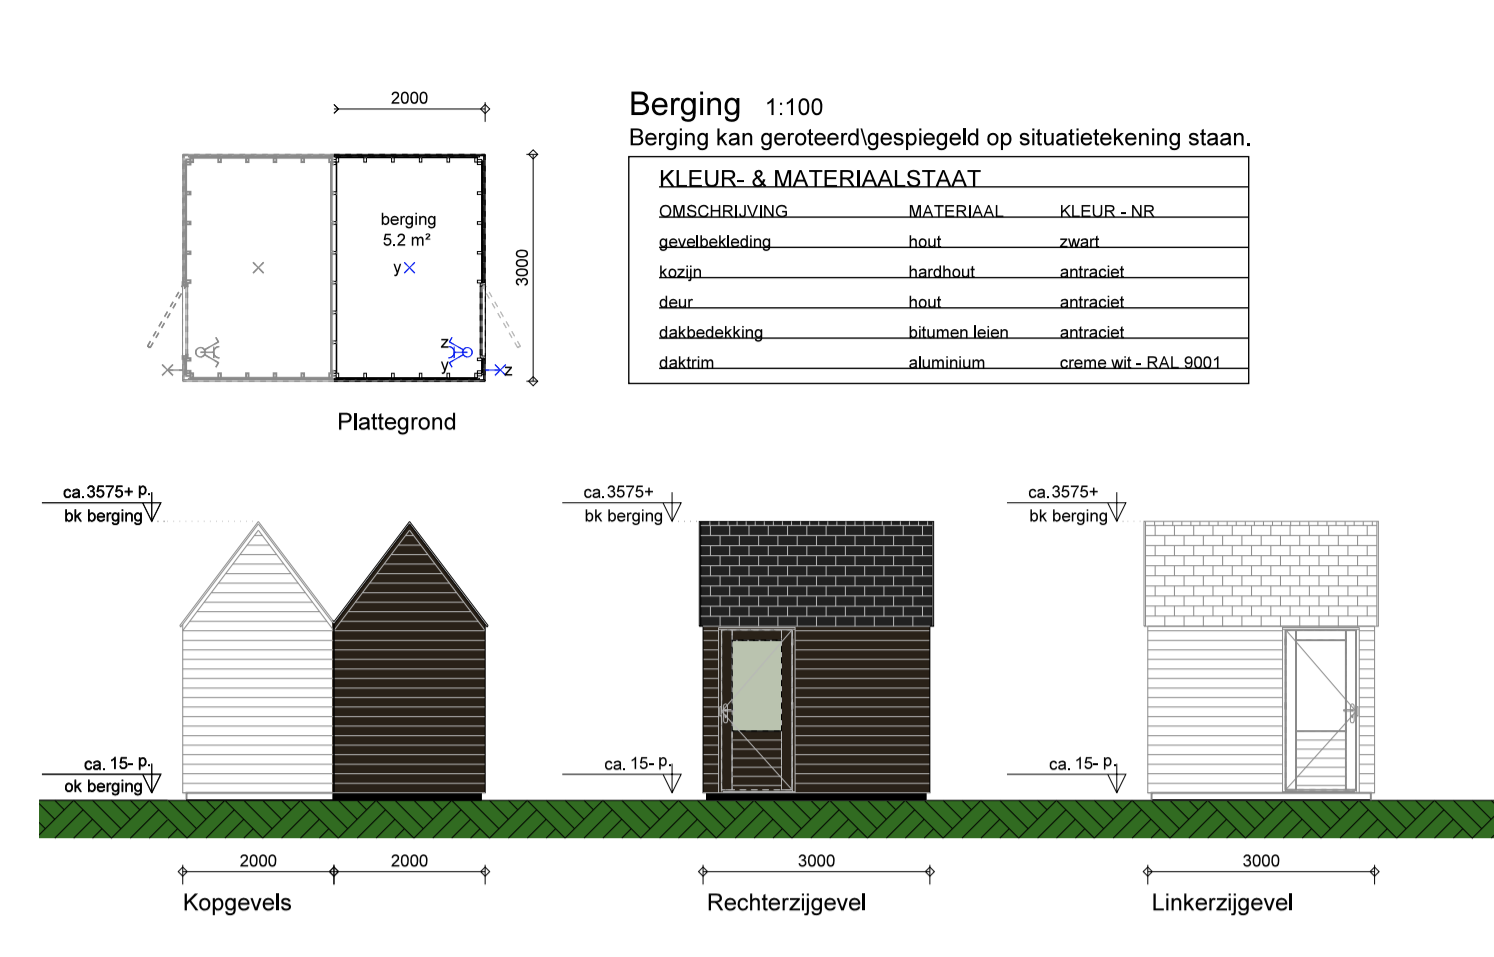 2000
Berging 1:100
Berging kan geroteerd\gespiegeld op situatietekening staan.
KLEUR- & MATERIAALSTAAT
OMSCHRIJVING MATERIAAL KLEUR - NR
gevelbekleding hout zwart
kozijn hardhout antraciet
deur hout antraciet
dakbedekking bitumen leien antraciet
daktrim aluminium creme wit - RAL 9001
berging
5.2 m²
y
3000
z
y
z
Plattegrond
ca.3575+ p.
bk berging
ca.3575+
bk berging
ca.3575+
bk berging
ca. 15- p.
ok berging
ca. 15- p.
ca. 15- p.
2000
2000
3000
3000
Kopgevels
Rechterzijgevel
Linkerzijgevel